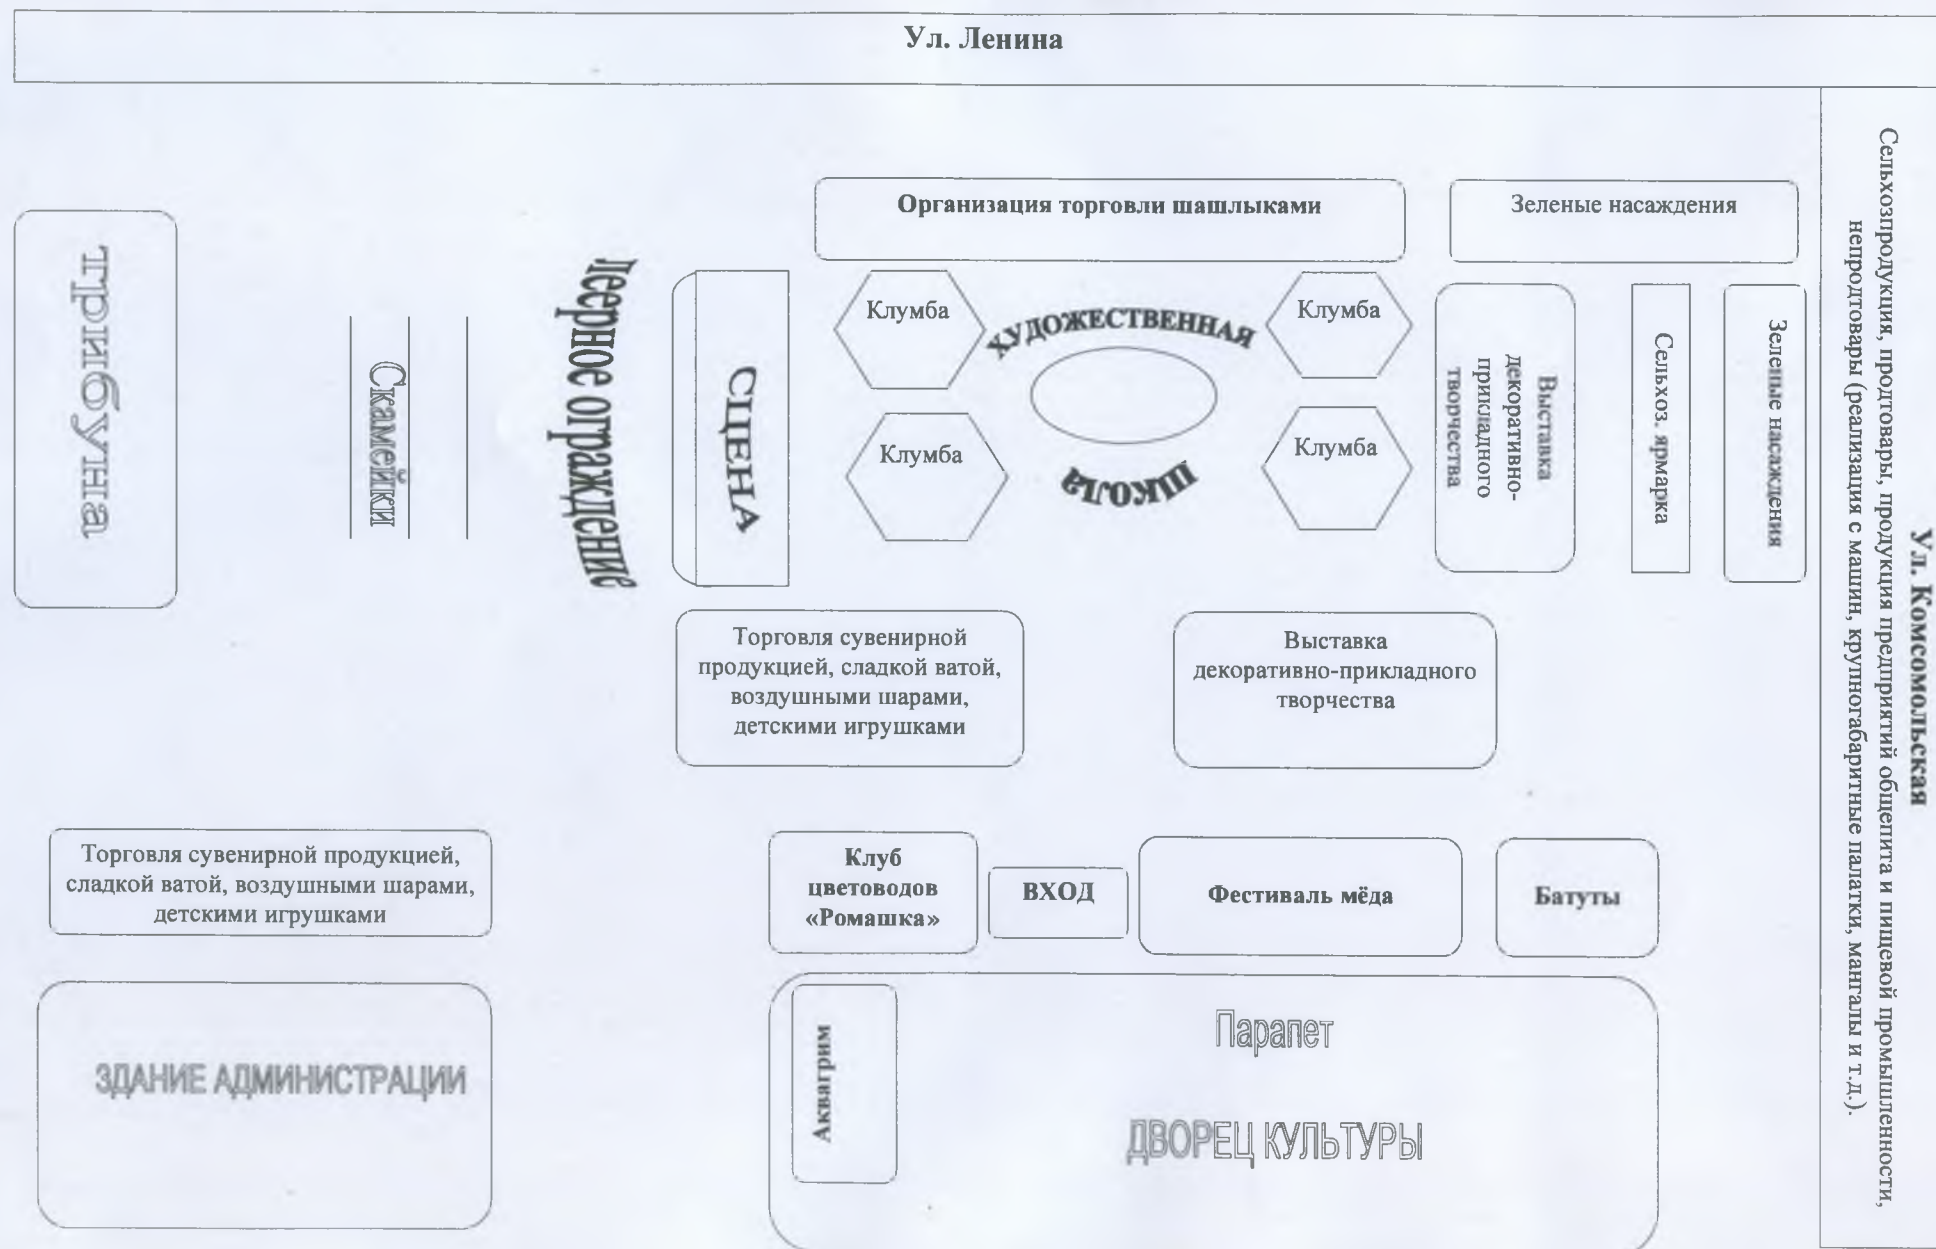 Ул. Ленина
Ул. Комсомольская
Сельхозпродукция, продтовары, продукция предприятий общепита и пищевой промышленности,
непродтовары (реализация с машин, крупногабаритные палатки, мангалы и т.д.).
Организация торговли шашлыками
Зеленые насаждения
трибуна
Скамейки
Леерное ограждение
СЦЕНА
Клумба
ХУДОЖЕСТВЕННАЯ
Клумба
Клумба
ШКОЛА
Клумба
Выставка
декоративно-
прикладного
творчества
Сельхоз. ярмарка
Зеленые насаждения
Торговля сувенирной
продукцией, сладкой ватой,
воздушными шарами,
детскими игрушками
Выставка
декоративно-прикладного
творчества
Торговля сувенирной продукцией,
сладкой ватой, воздушными шарами,
детскими игрушками
Клуб
цветоводов
«Ромашка»
ВХОД
Фестиваль мёда
Батуты
ЗДАНИЕ АДМИНИСТРАЦИИ
Аквагрим
Парапет
ДВОРЕЦ КУЛЬТУРЫ